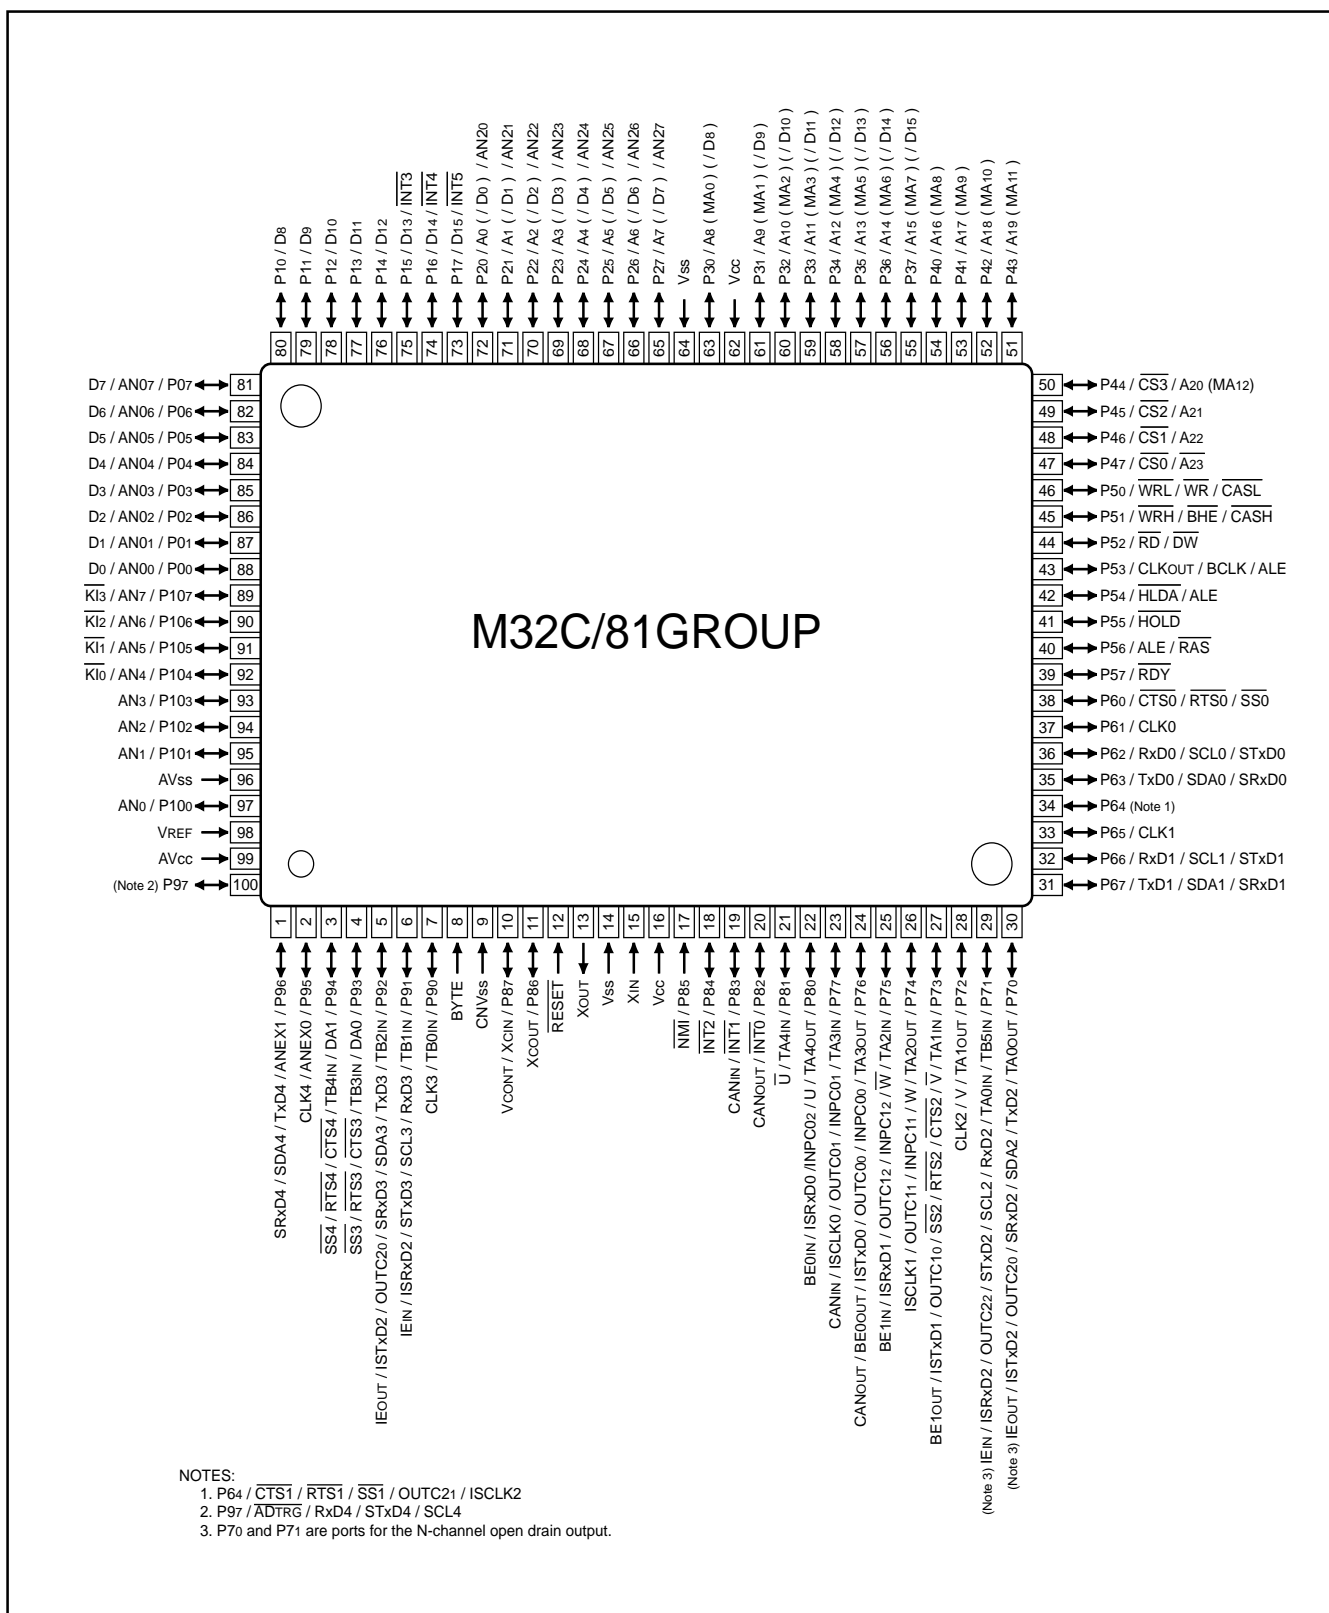 P10 / D8
P11 / D9
P12 / D10
P13 / D11
P14 / D12
P15 / D13 / INT3
P16 / D14 / INT4
P17 / D15 / INT5
P20 / A0 ( / D0 ) / AN20
P21 / A1 ( / D1 ) / AN21
P22 / A2 ( / D2 ) / AN22
P23 / A3 ( / D3 ) / AN23
P24 / A4 ( / D4 ) / AN24
P25 / A5 ( / D5 ) / AN25
P26 / A6 ( / D6 ) / AN26
P27 / A7 ( / D7 ) / AN27
Vss
P30 / A8 ( MA0 ) ( / D8 )
Vcc
P31 / A9 ( MA1 ) ( / D9 )
P32 / A10 ( MA2 ) ( / D10 )
P33 / A11 ( MA3 ) ( / D11 )
P34 / A12 ( MA4 ) ( / D12 )
P35 / A13 ( MA5 ) ( / D13 )
P36 / A14 ( MA6 ) ( / D14 )
P37 / A15 ( MA7 ) ( / D15 )
P40 / A16 ( MA8 )
P41 / A17 ( MA9 )
P42 / A18 ( MA10 )
P43 / A19 ( MA11 )
80 79 78 77 76 75 74 73 72 71 70 69 68 67 66 65 64 63 62 61 60 59 58 57 56 55 54 53 52 51
D7 / AN07 / P07 81
D6 / AN06 / P06 82
D5 / AN05 / P05 83
D4 / AN04 / P04 84
D3 / AN03 / P03 85
D2 / AN02 / P02 86
D1 / AN01 / P01 87
D0 / AN00 / P00 88
KI3 / AN7 / P107 89
KI2 / AN6 / P106 90
KI1 / AN5 / P105 91
KI0 / AN4 / P104 92
AN3 / P103 93
AN2 / P102 94
AN1 / P101 95
AVss 96
AN0 / P100 97
VREF 98
AVcc 99
(Note 2) P97 100
M32C/81GROUP
50 P44 / CS3 / A20 (MA12)
49 P45 / CS2 / A21
48 P46 / CS1 / A22
47 P47 / CS0 / A23
46 P50 / WRL / WR / CASL
45 P51 / WRH / BHE / CASH
44 P52 / RD / DW
43 P53 / CLKOUT / BCLK / ALE
42 P54 / HLDA / ALE
41 P55 / HOLD
40 P56 / ALE / RAS
39 P57 / RDY
38 P60 / CTS0 / RTS0 / SS0
37 P61 / CLK0
36 P62 / RxD0 / SCL0 / STxD0
35 P63 / TxD0 / SDA0 / SRxD0
34 P64 (Note 1)
33 P65 / CLK1
32 P66 / RxD1 / SCL1 / STxD1
31 P67 / TxD1 / SDA1 / SRxD1
1 2 3 4 5 6 7 8 9 10 11 12 13 14 15 16 17 18 19 20 21 22 23 24 25 26 27 28 29 30
SRxD4 / SDA4 / TxD4 / ANEX1 / P96
CLK4 / ANEX0 / P95
SS4 / RTS4 / CTS4 / TB4IN / DA1 / P94
SS3 / RTS3 / CTS3 / TB3IN / DA0 / P93
IEOUT / ISTxD2 / OUTC20 / SRxD3 / SDA3 / TxD3 / TB2IN / P92
IEIN / ISRxD2 / STxD3 / SCL3 / RxD3 / TB1IN / P91
CLK3 / TB0IN / P90
BYTE
CNVss
VCONT / XCIN / P87
XCOUT / P86
RESET
XOUT
Vss
XIN
Vcc
NMI / P85
INT2 / P84
CANIN / INT1 / P83
CANOUT / INT0 / P82
U / TA4IN / P81
BE0IN / ISRxD0 /INPC02 / U / TA4OUT / P80
CANIN / ISCLK0 / OUTC01 / INPC01 / TA3IN / P77
CANOUT / BE0OUT / ISTxD0 / OUTC00 / INPC00 / TA3OUT / P76
BE1IN / ISRxD1 / OUTC12 / INPC12 / W / TA2IN / P75
ISCLK1 / OUTC11 / INPC11 / W / TA2OUT / P74
BE1OUT / ISTxD1 / OUTC10 / SS2 / RTS2 / CTS2 / V / TA1IN / P73
CLK2 / V / TA1OUT / P72
(Note 3) IEIN / ISRxD2 / OUTC22 / STxD2 / SCL2 / RxD2 / TA0IN / TB5IN / P71
(Note 3) IEOUT / ISTxD2 / OUTC20 / SRxD2 / SDA2 / TxD2 / TA0OUT / P70
NOTES:
1. P64 / CTS1 / RTS1 / SS1 / OUTC21 / ISCLK2
2. P97 / ADTRG / RxD4 / STxD4 / SCL4
3. P70 and P71 are ports for the N-channel open drain output.